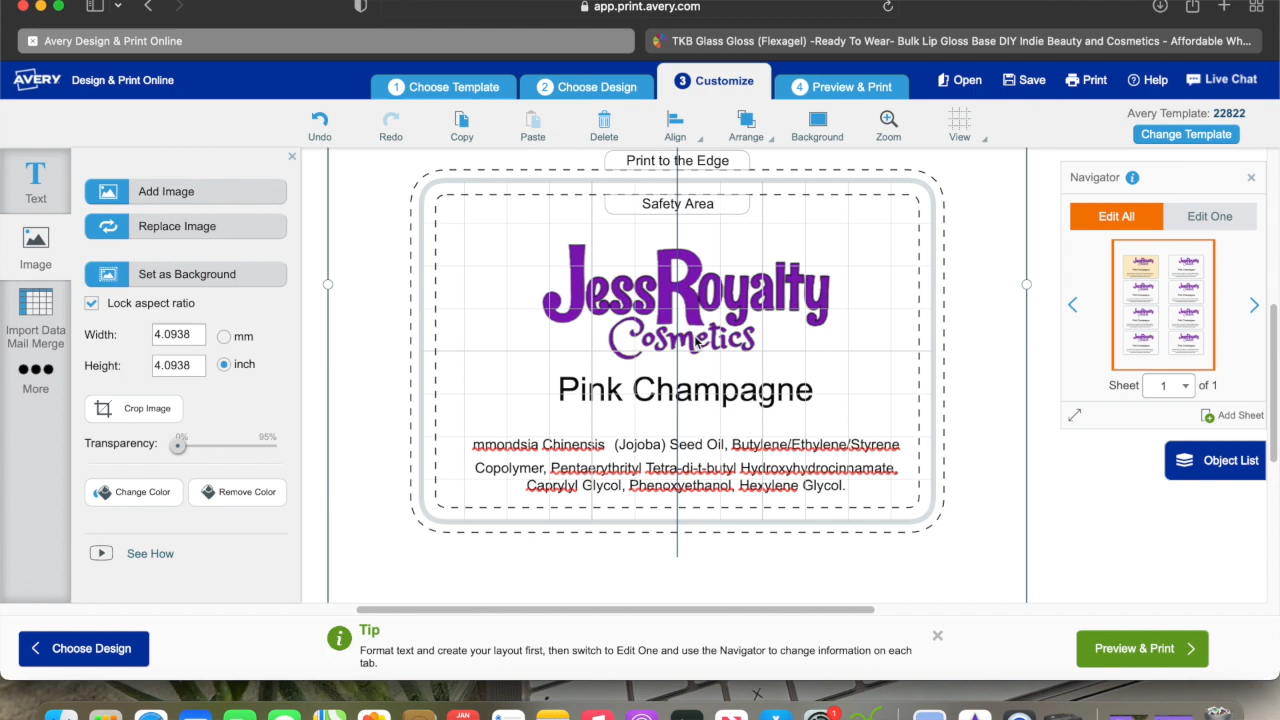 app.print.avery.com
Avery Design & Print Online
TKB Glass Gloss (Flexagel) -Ready To Wear- Bulk Lip Gloss Base DIY Indie Beauty and Cosmetics - Affordable Wh...
AVERY Design & Print Online
1 Choose Template
2 Choose Design
3 Customize
4 Preview & Print
Open
Save
Print
Help
Live Chat
Undo
Redo
Copy
Paste
Delete
Align
Arrange
Background
Zoom
View
Avery Template: 22822
Change Template
Text
Image
Import Data
Mail Merge
More
Add Image
Replace Image
Set as Background
Lock aspect ratio
Width: 4.0938 mm
Height: 4.0938 inch
Crop Image
Transparency: 0% 95%
Change Color
Remove Color
See How
Print to the Edge
Safety Area
JessRoyalty
Cosmetics
Pink Champagne
mmondsia Chinensis (Jojoba) Seed Oil, Butylene/Ethylene/Styrene
Copolymer, Pentaerythrityl Tetra-di-t-butyl Hydroxyhydrocinnamate,
Caprylyl Glycol, Phenoxyethanol, Hexylene Glycol.
Navigator
Edit All
Edit One
Sheet 1 of 1
Add Sheet
Object List
Choose Design
Tip
Format text and create your layout first, then switch to Edit One and use the Navigator to change information on each
tab.
Preview & Print
JAN
1